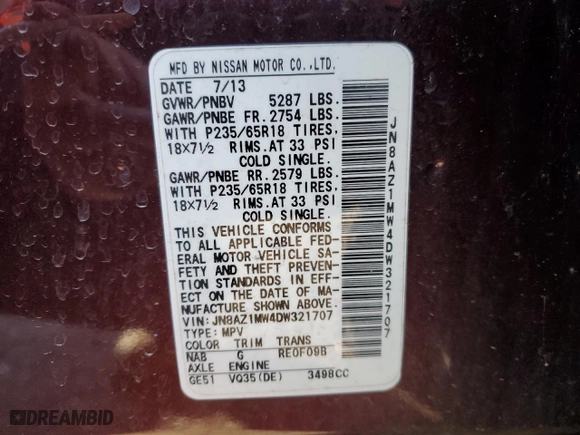 MFD BY NISSAN MOTOR CO.,LTD.
DATE 7/13
GVWR/PNBV 5287 LBS.
GAWR/PNBE FR. 2754 LBS.
WITH P235/65R18 TIRES,
18X7½ RIMS.AT 33 PSI
COLD SINGLE.
GAWR/PNBE RR. 2579 LBS.
WITH P235/65R18 TIRES,
18X7½ RIMS.AT 33 PSI
COLD SINGLE.
THIS VEHICLE CONFORMS
TO ALL APPLICABLE FED-
ERAL MOTOR VEHICLE SA-
FETY AND THEFT PREVEN-
TION STANDARDS IN EFF-
ECT ON THE DATE OF MA-
NUFACTURE SHOWN ABOVE.
VIN: JN8AZ1MW4DW321707
TYPE: MPV
COLOR TRIM TRANS
NAB G RE0F09B
AXLE ENGINE
GE51 VQ35(DE) 3498CC
JN8AZ1MW4DW321707
DREAMBID